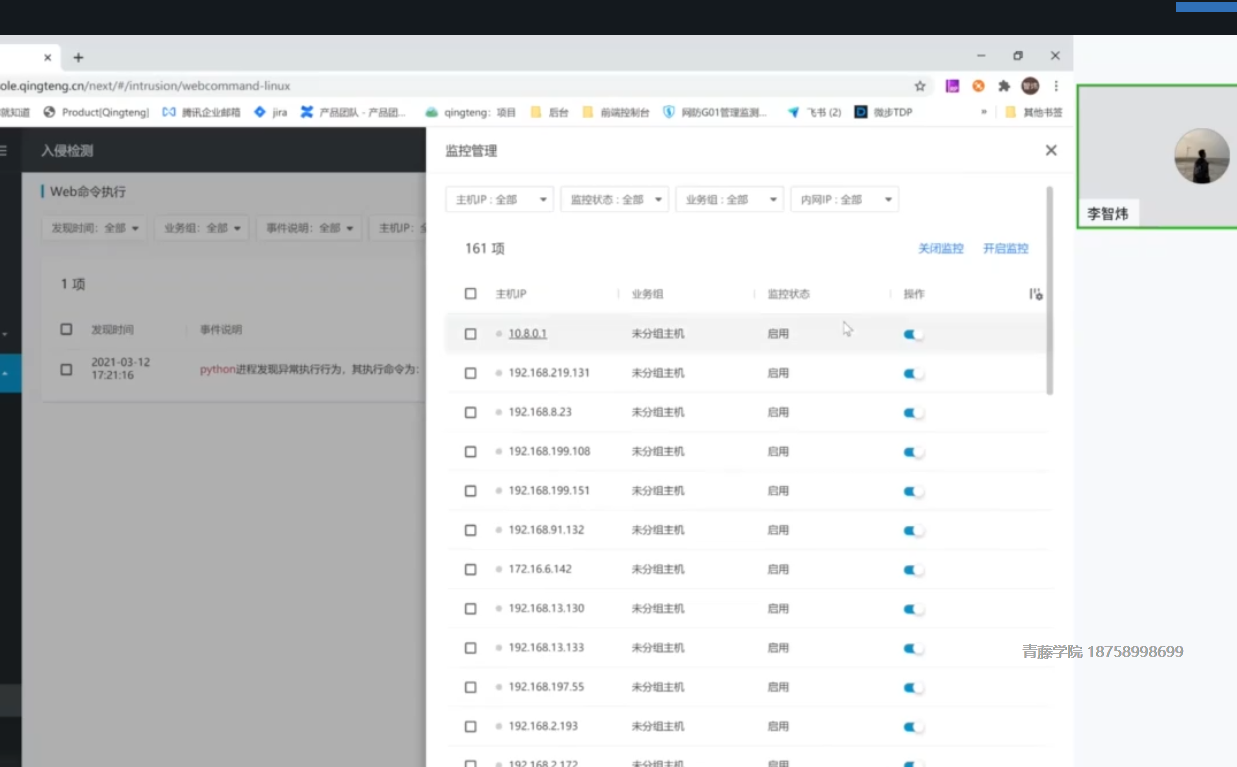 ole.qingteng.cn/next/#/intrusion/webcommand-linux
就知道 Product|Qingteng| 腾讯企业邮箱 jira 产品团队 - 产品团... qingteng：项目 后台 前端控制台 网防G01管理监测... 飞书 (2) 微步TDP » 其他书签
入侵检测
监控管理
Web命令执行
主机IP : 全部 监控状态 : 全部 业务组 : 全部 内网IP : 全部
发现时间: 全部 业务组: 全部 事件说明: 全部 主机IP:
李智炜
161 项 关闭监控 开启监控
1 项
主机IP 业务组 监控状态 操作
发现时间 事件说明
10.8.0.1 未分组主机 启用
2021-03-12
17:21:16
python进程发现异常执行行为，其执行命令为：
192.168.219.131 未分组主机 启用
192.168.8.23 未分组主机 启用
192.168.199.108 未分组主机 启用
192.168.199.151 未分组主机 启用
192.168.91.132 未分组主机 启用
172.16.6.142 未分组主机 启用
192.168.13.130 未分组主机 启用
192.168.13.133 未分组主机 启用
青藤学院 18758998699
192.168.197.55 未分组主机 启用
192.168.2.193 未分组主机 启用
192.168.2.172 未分组主机 启用